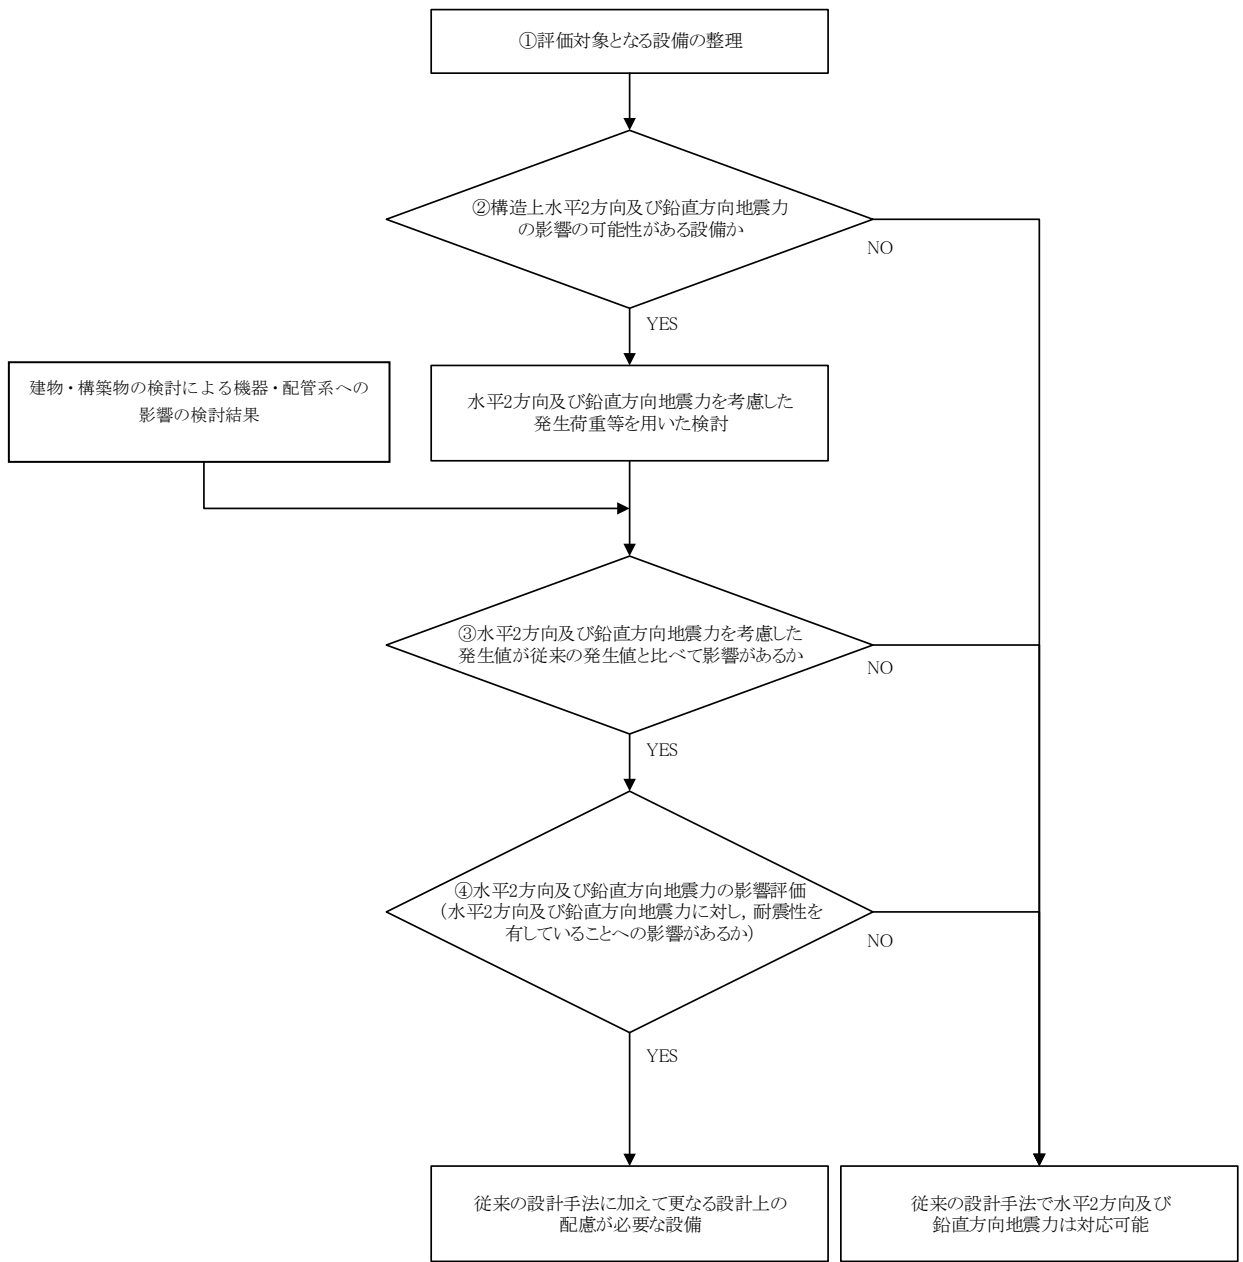 ①評価対象となる設備の整理
②構造上水平2方向及び鉛直方向地震力
の影響の可能性がある設備か
NO
YES
建物・構築物の検討による機器・配管系への
影響の検討結果
水平2方向及び鉛直方向地震力を考慮した
発生荷重等を用いた検討
③水平2方向及び鉛直方向地震力を考慮した
発生値が従来の発生値と比べて影響があるか
NO
YES
④水平2方向及び鉛直方向地震力の影響評価
（水平2方向及び鉛直方向地震力に対し，耐震性を
有していることへの影響があるか）
NO
YES
従来の設計手法に加えて更なる設計上の
配慮が必要な設備
従来の設計手法で水平2方向及び
鉛直方向地震力は対応可能